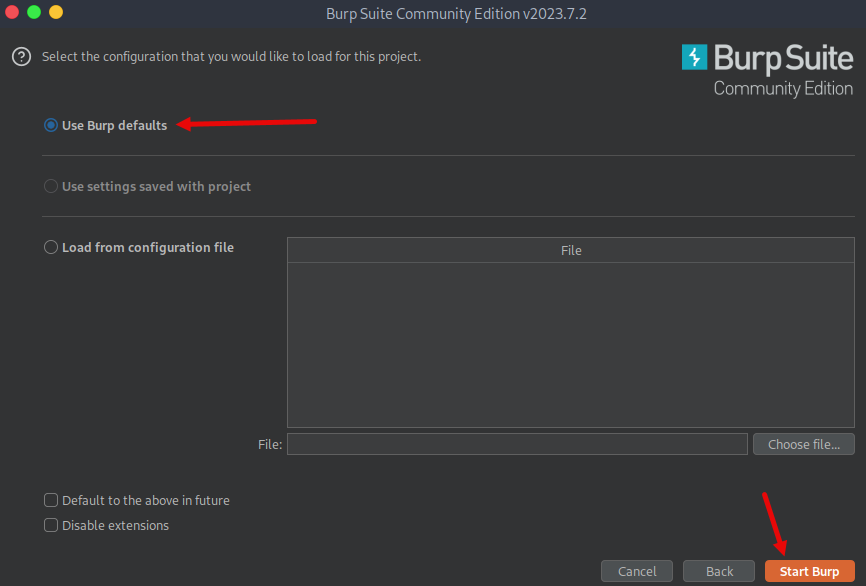 Burp Suite Community Edition v2023.7.2
Select the configuration that you would like to load for this project.
Burp Suite
Community Edition
Use Burp defaults
Use settings saved with project
Load from configuration file
File
File:
Choose file...
Default to the above in future
Disable extensions
Cancel
Back
Start Burp